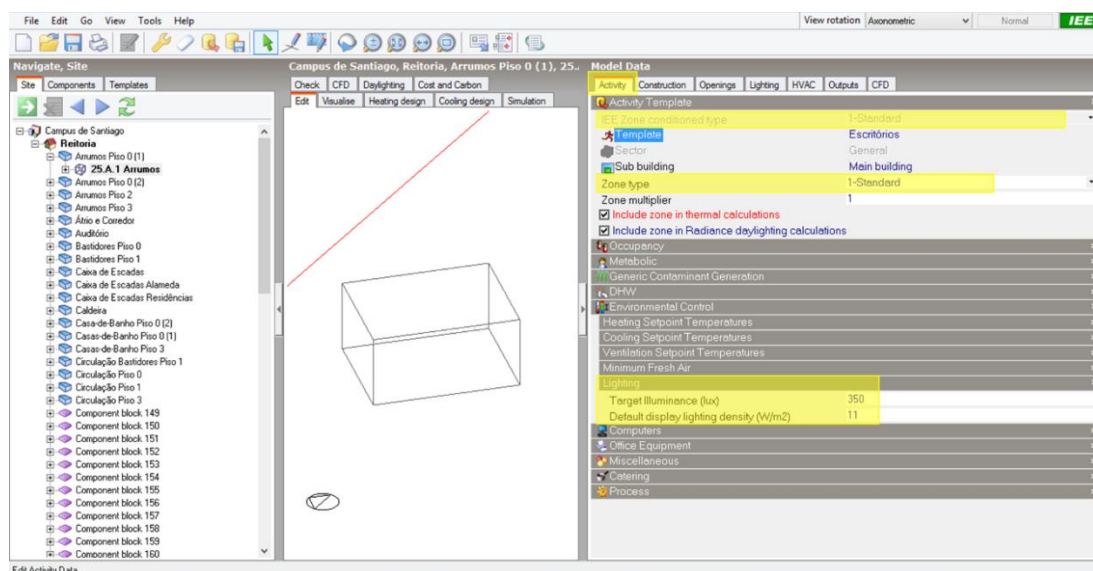 File Edit Go View Tools Help
View rotation Axonometric Normal IEE
Navigate, Site
Site Components Templates
Campus de Santiago
Reitoria
Arrumos Piso 0 (1)
25.A.1 Arrumos
Arrumos Piso 0 (2)
Arrumos Piso 2
Arrumos Piso 3
Átrio e Corredor
Auditório
Bastidores Piso 0
Bastidores Piso 1
Caixa de Escadas
Caixa de Escadas Alameda
Caixa de Escadas Residências
Caldeira
Casa-de-Banho Piso 0 (2)
Casas-de-Banho Piso 0 (1)
Casas-de-Banho Piso 3
Circulação Bastidores Piso 1
Circulação Piso 0
Circulação Piso 1
Circulação Piso 3
Component block 149
Component block 150
Component block 151
Component block 152
Component block 153
Component block 154
Component block 155
Component block 156
Component block 157
Component block 158
Component block 159
Component block 160
Campus de Santiago, Reitoria, Arrumos Piso 0 (1), 25..
Check CFD Daylighting Cost and Carbon
Edit Visualise Heating design Cooling design Simulation
Model Data
Activity Construction Openings Lighting HVAC Outputs CFD
Activity Template
IEE Zone conditioned type 1-Standard
Template Escritórios
Sector General
Sub building Main building
Zone type 1-Standard
Zone multiplier 1
Include zone in thermal calculations
Include zone in Radiance daylighting calculations
Occupancy
Metabolic
Generic Contaminant Generation
DHW
Environmental Control
Heating Setpoint Temperatures
Cooling Setpoint Temperatures
Ventilation Setpoint Temperatures
Minimum Fresh Air
Lighting
Target Illuminance (lux) 350
Default display lighting density (W/m2) 11
Computers
Office Equipment
Miscellaneous
Catering
Process
Edit Activity Data